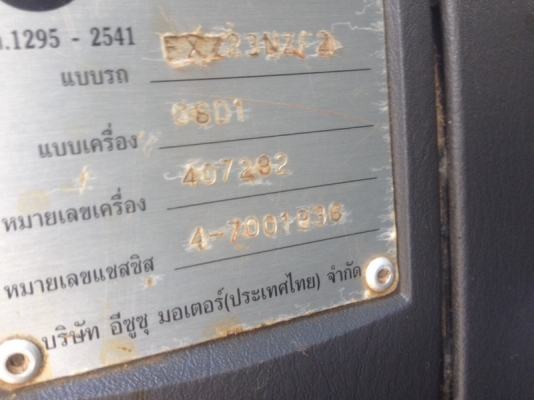 .1295 - 2541
แบบรถ EXZ23NZF2
แบบเครื่อง 6SD1
หมายเลขเครื่อง 407282
หมายเลขแชสซิส 4-7001936
บริษัท อีซูซุ มอเตอร์(ประเทศไทย) จำกัด